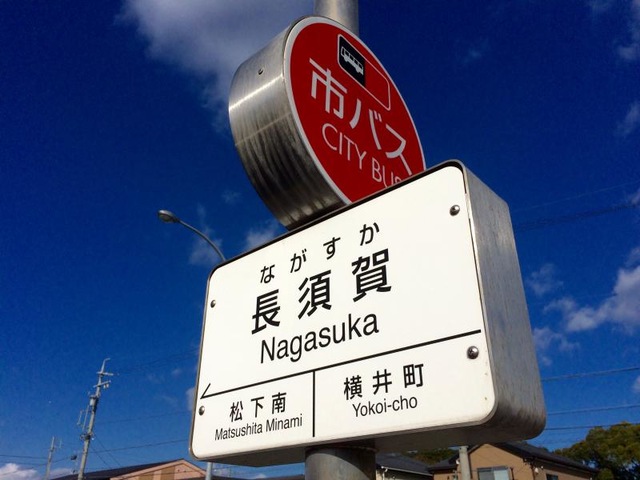 市バス
CITY BUS
ながすか
長須賀
Nagasuka
松下南
Matsushita Minami
横井町
Yokoi-cho